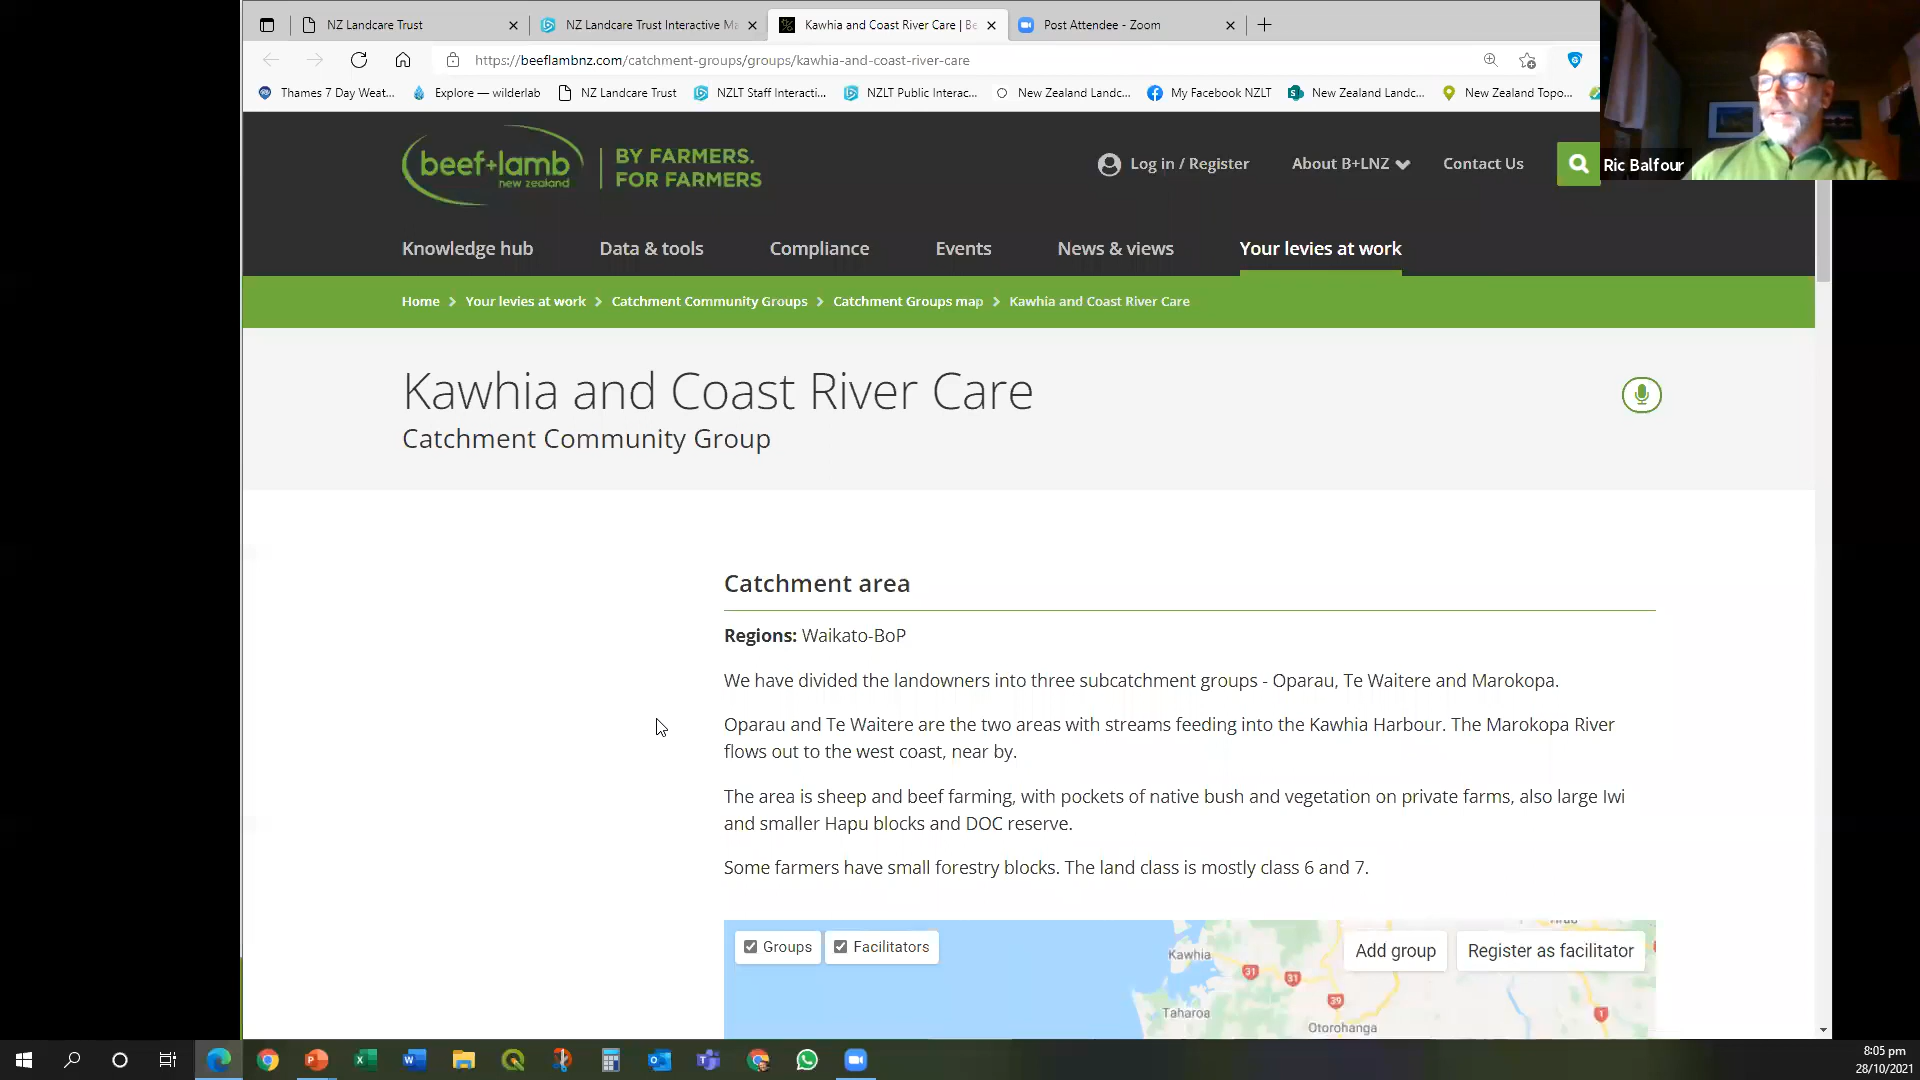 NZ Landcare Trust
NZ Landcare Trust Interactive Ma
Kawhia and Coast River Care | Be
Post Attendee - Zoom
https://beeflambnz.com/catchment-groups/groups/kawhia-and-coast-river-care
Thames 7 Day Weat...
Explore — wilderlab
NZ Landcare Trust
NZLT Staff Interacti...
NZLT Public Interac...
New Zealand Landc...
My Facebook NZLT
New Zealand Landc...
New Zealand Topo...
Ric Balfour
beef+lamb
new zealand
BY FARMERS.
FOR FARMERS
Log in / Register
About B+LNZ
Contact Us
Knowledge hub
Data & tools
Compliance
Events
News & views
Your levies at work
Home > Your levies at work > Catchment Community Groups > Catchment Groups map > Kawhia and Coast River Care
Kawhia and Coast River Care
Catchment Community Group
Catchment area
Regions: Waikato-BoP
We have divided the landowners into three subcatchment groups - Oparau, Te Waitere and Marokopa.
Oparau and Te Waitere are the two areas with streams feeding into the Kawhia Harbour. The Marokopa River
flows out to the west coast, near by.
The area is sheep and beef farming, with pockets of native bush and vegetation on private farms, also large Iwi
and smaller Hapu blocks and DOC reserve.
Some farmers have small forestry blocks. The land class is mostly class 6 and 7.
Groups
Facilitators
Add group
Register as facilitator
Kawhia
31
31
39
1
Taharoa
Otorohanga
8:05 pm
28/10/2021